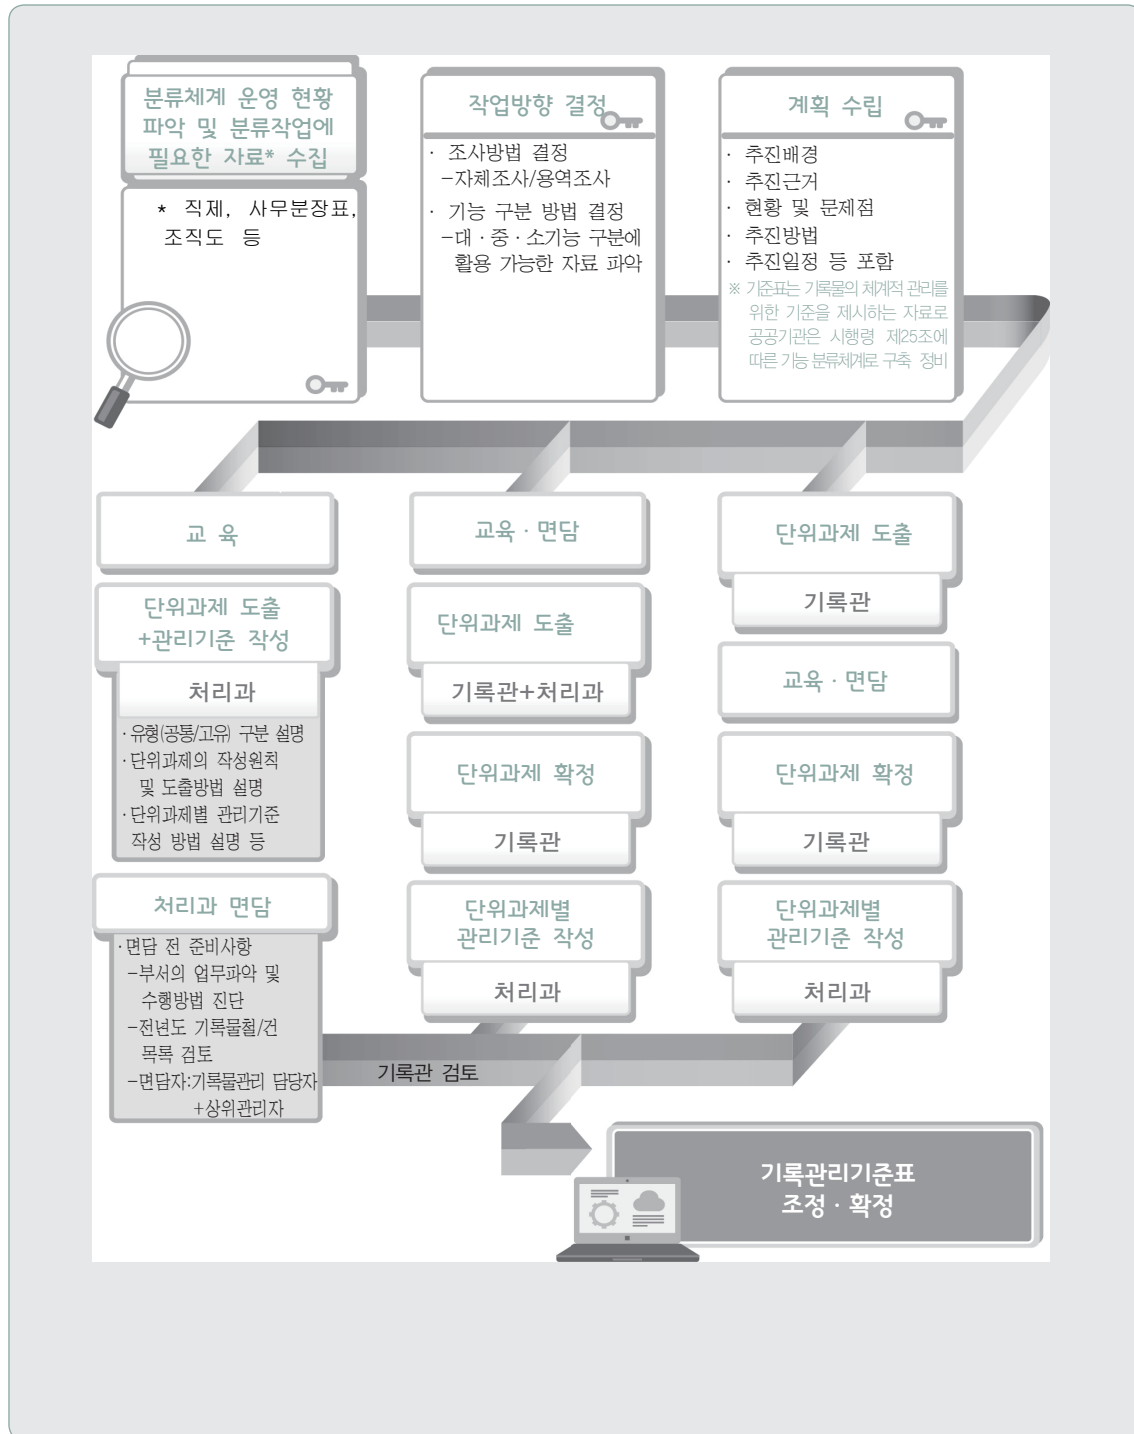 분류체계 운영 현황
파악 및 분류작업에
필요한 자료* 수집
* 직제, 사무분장표,
조직도 등
작업방향 결정
· 조사방법 결정
-자체조사/용역조사
· 기능 구분 방법 결정
-대 · 중 · 소기능 구분에
활용 가능한 자료 파악
계획 수립
· 추진배경
· 추진근거
· 현황 및 문제점
· 추진방법
· 추진일정 등 포함
※ 기준표는 기록물의 체계적 관리를
위한 기준을 제시하는 자료로
공공기관은 시행령 제25조에
따른 기능 분류체계로 구축 정비
교 육
단위과제 도출
+관리기준 작성
처리과
· 유형(공통/고유) 구분 설명
· 단위과제의 작성원칙
및 도출방법 설명
· 단위과제별 관리기준
작성 방법 설명 등
처리과 면담
· 면담 전 준비사항
-부서의 업무파악 및
수행방법 진단
-전년도 기록물철/건
목록 검토
-면담자:기록물관리 담당자
+상위관리자
교육 · 면담
단위과제 도출
기록관+처리과
단위과제 확정
기록관
단위과제별
관리기준 작성
처리과
단위과제 도출
기록관
교육 · 면담
단위과제 확정
기록관
단위과제별
관리기준 작성
처리과
기록관 검토
기록관리기준표
조정 · 확정